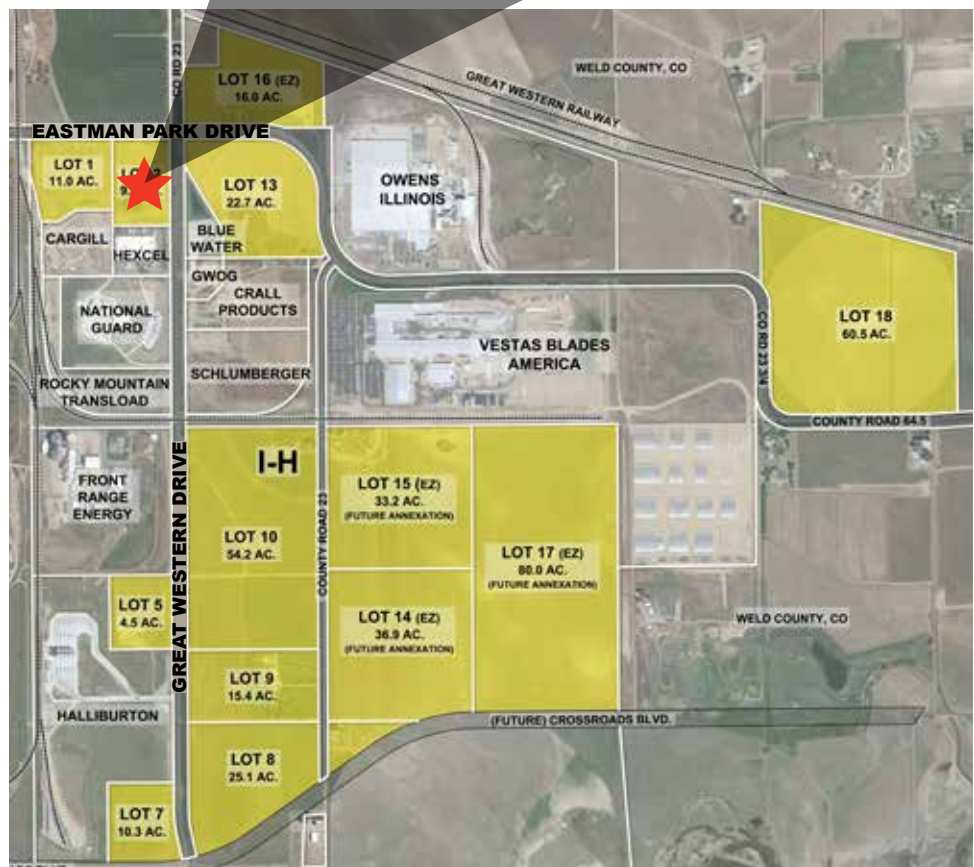 CO RD 23
LOT 16 (EZ)
16.0 AC.
WELD COUNTY, CO
GREAT WESTERN RAILWAY
EASTMAN PARK DRIVE
LOT 1
11.0 AC.
LOT 13
22.7 AC.
OWENS
ILLINOIS
CARGILL
HEXCEL
BLUE
WATER
GWOG
CRALL
PRODUCTS
NATIONAL
GUARD
LOT 18
60.5 AC.
CO RD 23 3/4
VESTAS BLADES
AMERICA
SCHLUMBERGER
ROCKY MOUNTAIN
TRANSLOAD
COUNTY ROAD 64.5
I-H
FRONT
RANGE
ENERGY
GREAT WESTERN DRIVE
LOT 10
54.2 AC.
COUNTY ROAD 23
LOT 15 (EZ)
33.2 AC.
(FUTURE ANNEXATION)
LOT 17 (EZ)
80.0 AC.
(FUTURE ANNEXATION)
LOT 5
4.5 AC.
LOT 14 (EZ)
36.9 AC.
(FUTURE ANNEXATION)
WELD COUNTY, CO
LOT 9
15.4 AC.
HALLIBURTON
(FUTURE) CROSSROADS BLVD.
LOT 8
25.1 AC.
LOT 7
10.3 AC.